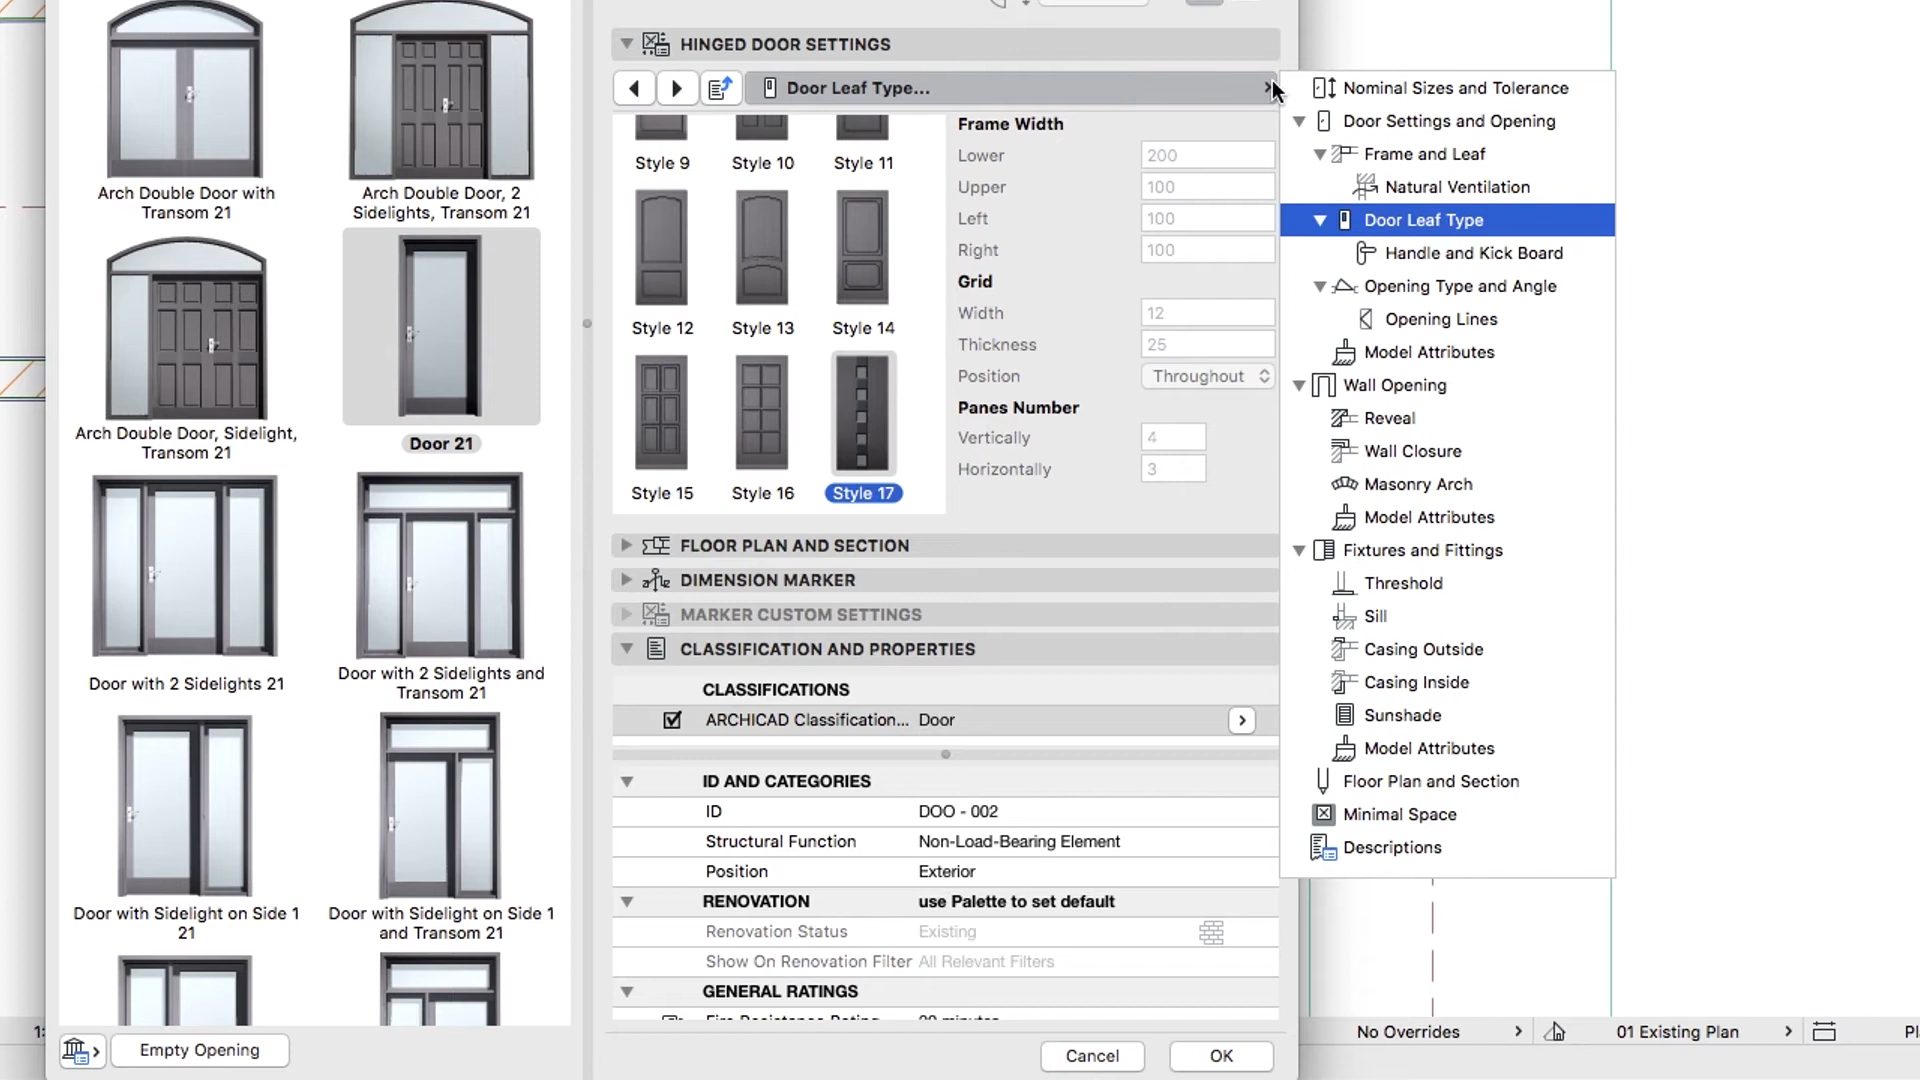 Arch Double Door with
Transom 21
Arch Double Door, 2
Sidelights, Transom 21
Arch Double Door, Sidelight,
Transom 21
Door 21
Door with 2 Sidelights 21
Door with 2 Sidelights and
Transom 21
Door with Sidelight on Side 1
21
Door with Sidelight on Side 1
and Transom 21
1:
Empty Opening
HINGED DOOR SETTINGS
Door Leaf Type...
Style 9
Style 10
Style 11
Style 12
Style 13
Style 14
Style 15
Style 16
Style 17
Frame Width
Lower 200
Upper 100
Left 100
Right 100
Grid
Width 12
Thickness 25
Position Throughout
Panes Number
Vertically 4
Horizontally 3
FLOOR PLAN AND SECTION
DIMENSION MARKER
MARKER CUSTOM SETTINGS
CLASSIFICATION AND PROPERTIES
CLASSIFICATIONS
ARCHICAD Classification... Door
ID AND CATEGORIES
ID DOO - 002
Structural Function Non-Load-Bearing Element
Position Exterior
RENOVATION use Palette to set default
Renovation Status Existing
Show On Renovation Filter All Relevant Filters
GENERAL RATINGS
Cancel
OK
Nominal Sizes and Tolerance
Door Settings and Opening
Frame and Leaf
Natural Ventilation
Door Leaf Type
Handle and Kick Board
Opening Type and Angle
Opening Lines
Model Attributes
Wall Opening
Reveal
Wall Closure
Masonry Arch
Model Attributes
Fixtures and Fittings
Threshold
Sill
Casing Outside
Casing Inside
Sunshade
Model Attributes
Floor Plan and Section
Minimal Space
Descriptions
No Overrides
01 Existing Plan